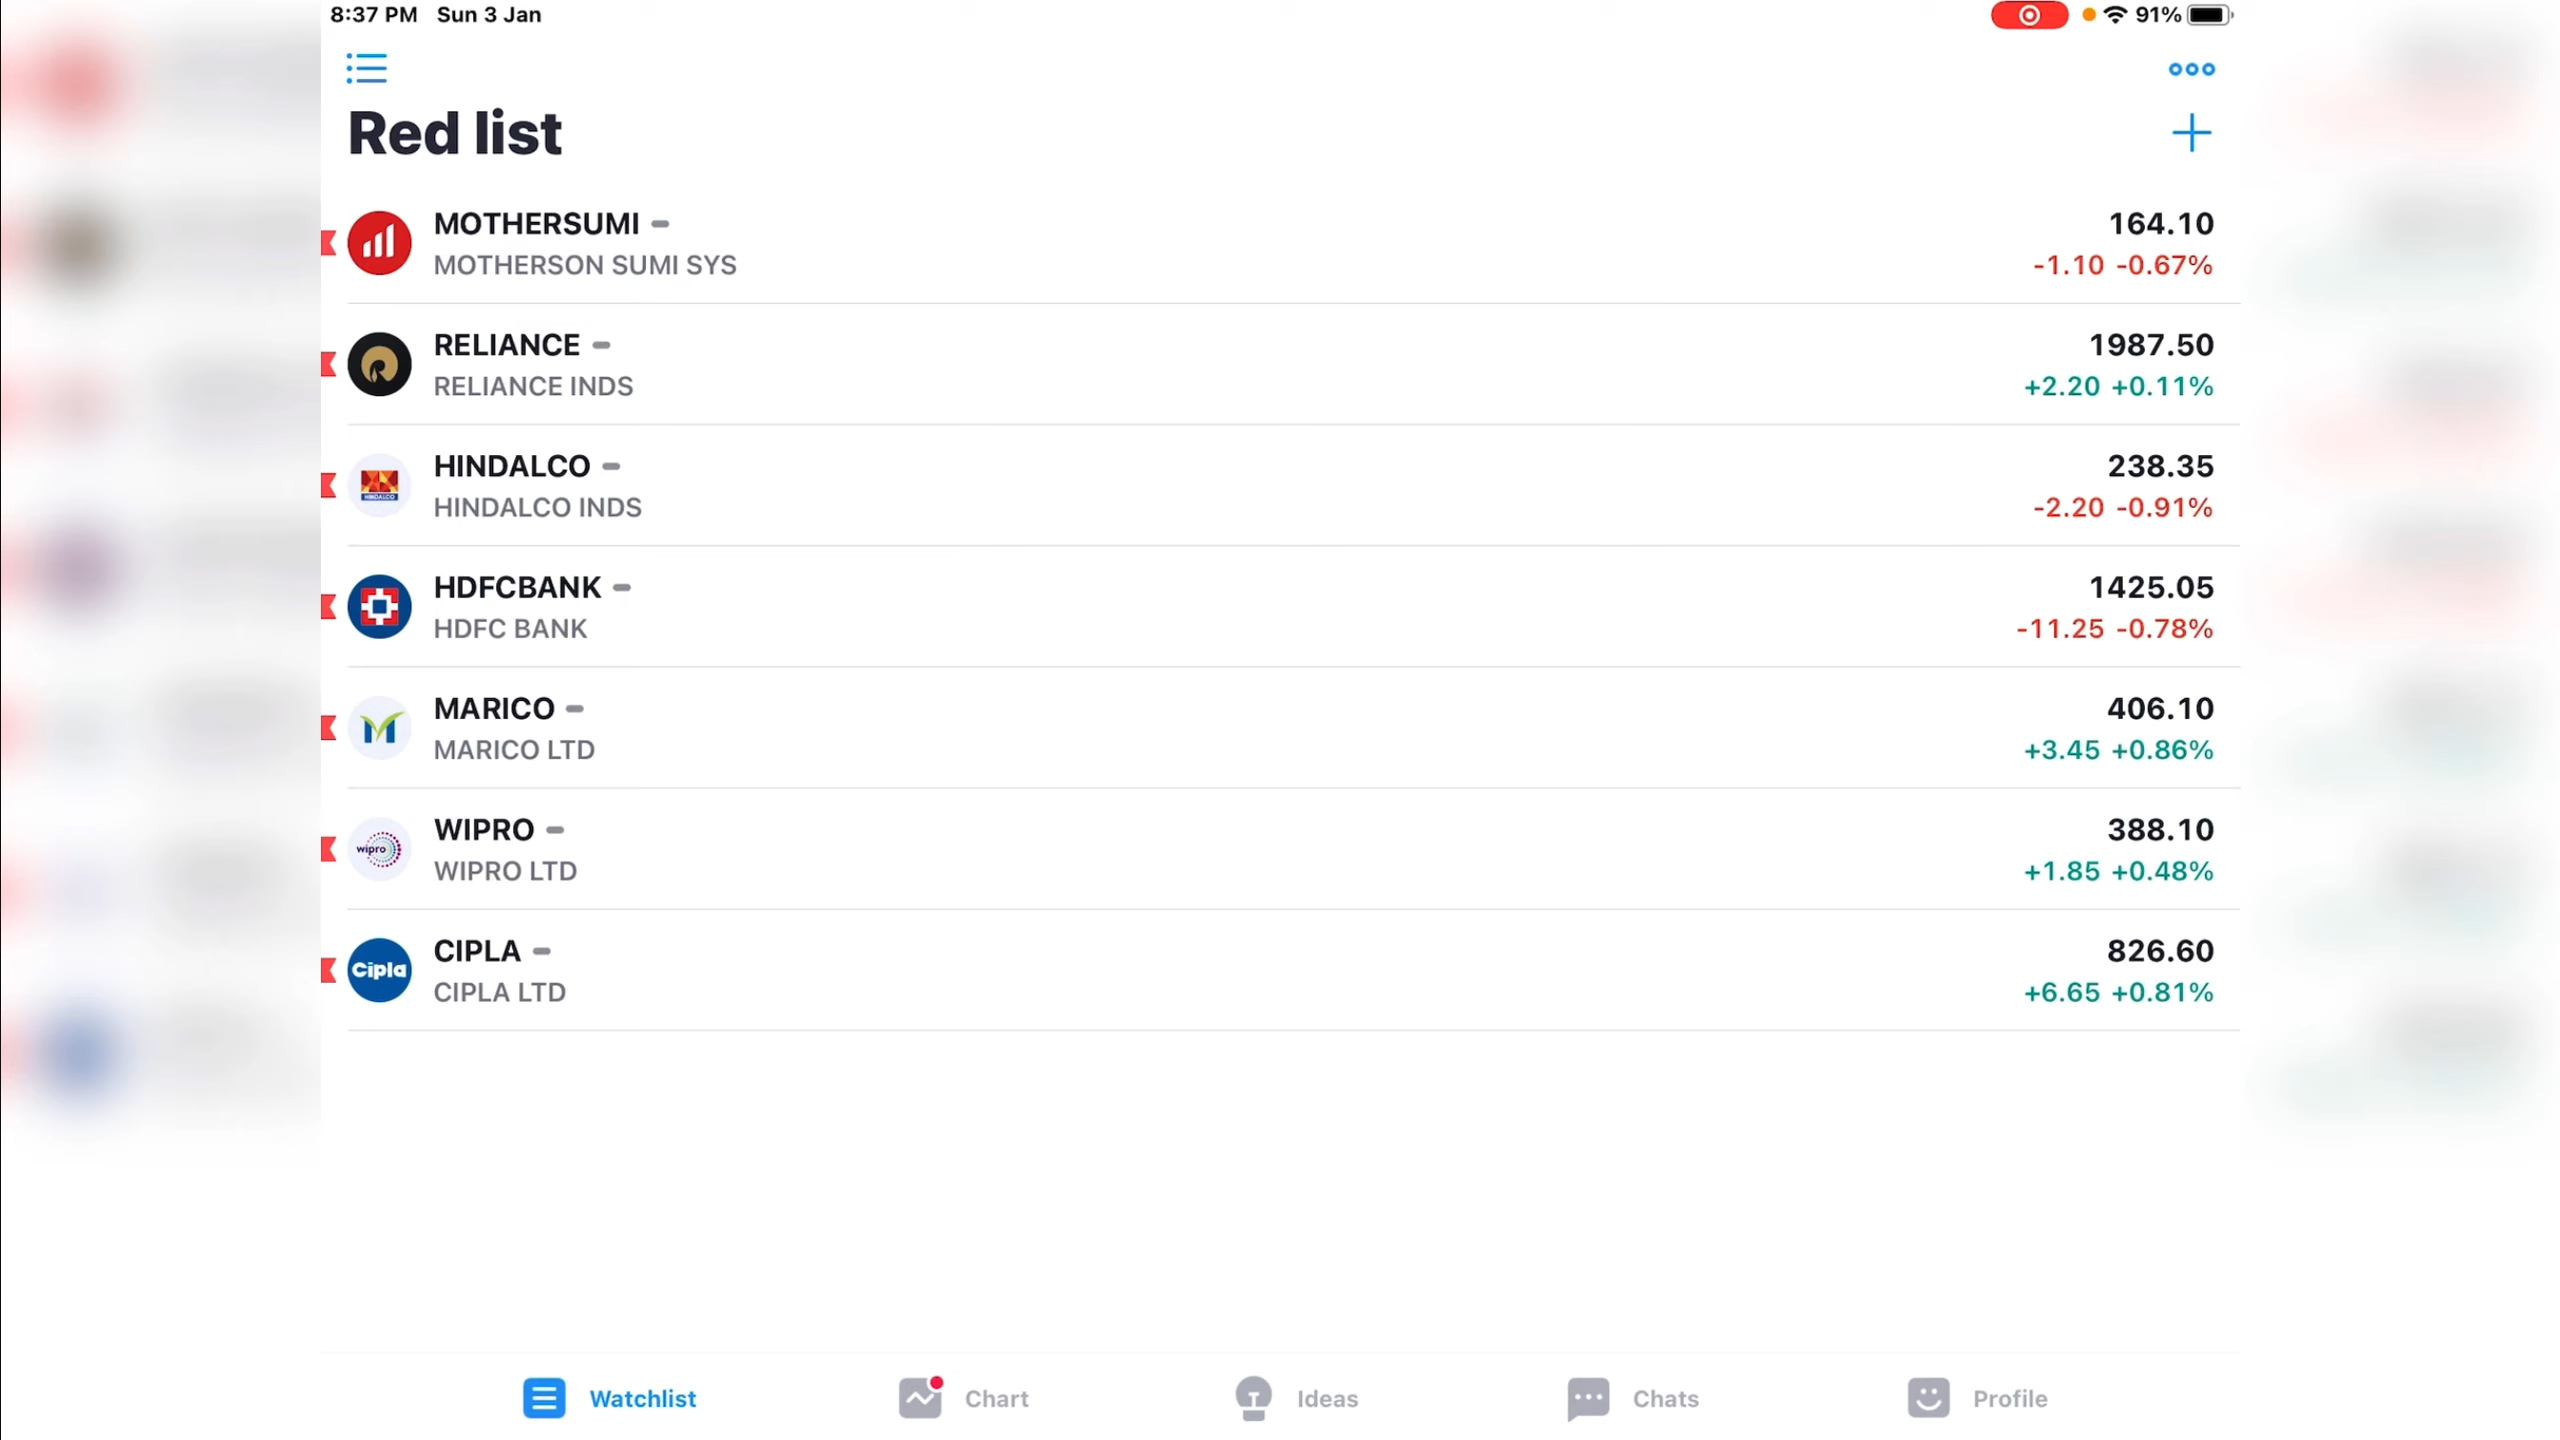 8:37 PM Sun 3 Jan 91%
Red list
MOTHERSUMI 164.10
MOTHERSON SUMI SYS -1.10 -0.67%
RELIANCE 1987.50
RELIANCE INDS +2.20 +0.11%
HINDALCO 238.35
HINDALCO
HINDALCO INDS -2.20 -0.91%
HDFCBANK 1425.05
HDFC BANK -11.25 -0.78%
MARICO 406.10
MARICO LTD +3.45 +0.86%
WIPRO 388.10
wipro
WIPRO LTD +1.85 +0.48%
CIPLA 826.60
Cipla
CIPLA LTD +6.65 +0.81%
Watchlist Chart Ideas Chats Profile